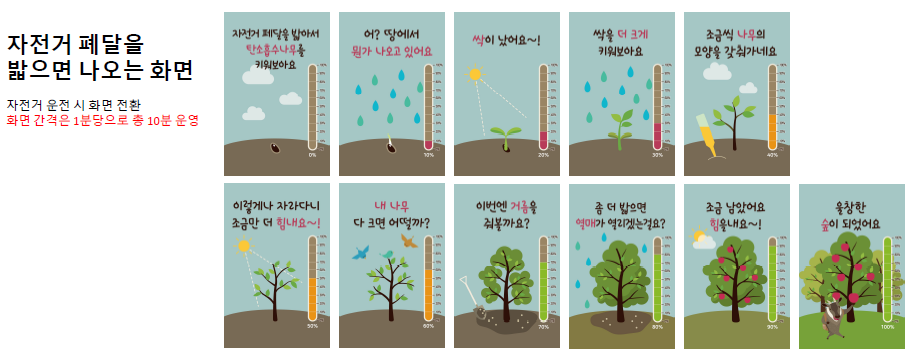 자전거 페달을
밟으면 나오는 화면
자전거 운전 시 화면 전환
화면 간격은 1분당으로 총 10분 운영
자전거 페달을 밟아서
탄소흡수나무를
키워보아요
0%
어? 땅에서
뭔가 나오고 있어요
10%
싹이 났어요~!
20%
싹을 더 크게
키워보아요
30%
조금씩 나무의
모양을 갖춰가네요
40%
이렇게나 자라다니
조금만 더 힘내요~!
50%
내 나무
다 크면 어떨까?
60%
이번엔 거름을
줘볼까요?
70%
좀 더 밟으면
열매가 열리겠는걸요?
80%
조금 남았어요
힘을내요~!
90%
울창한
숲이 되었어요
100%